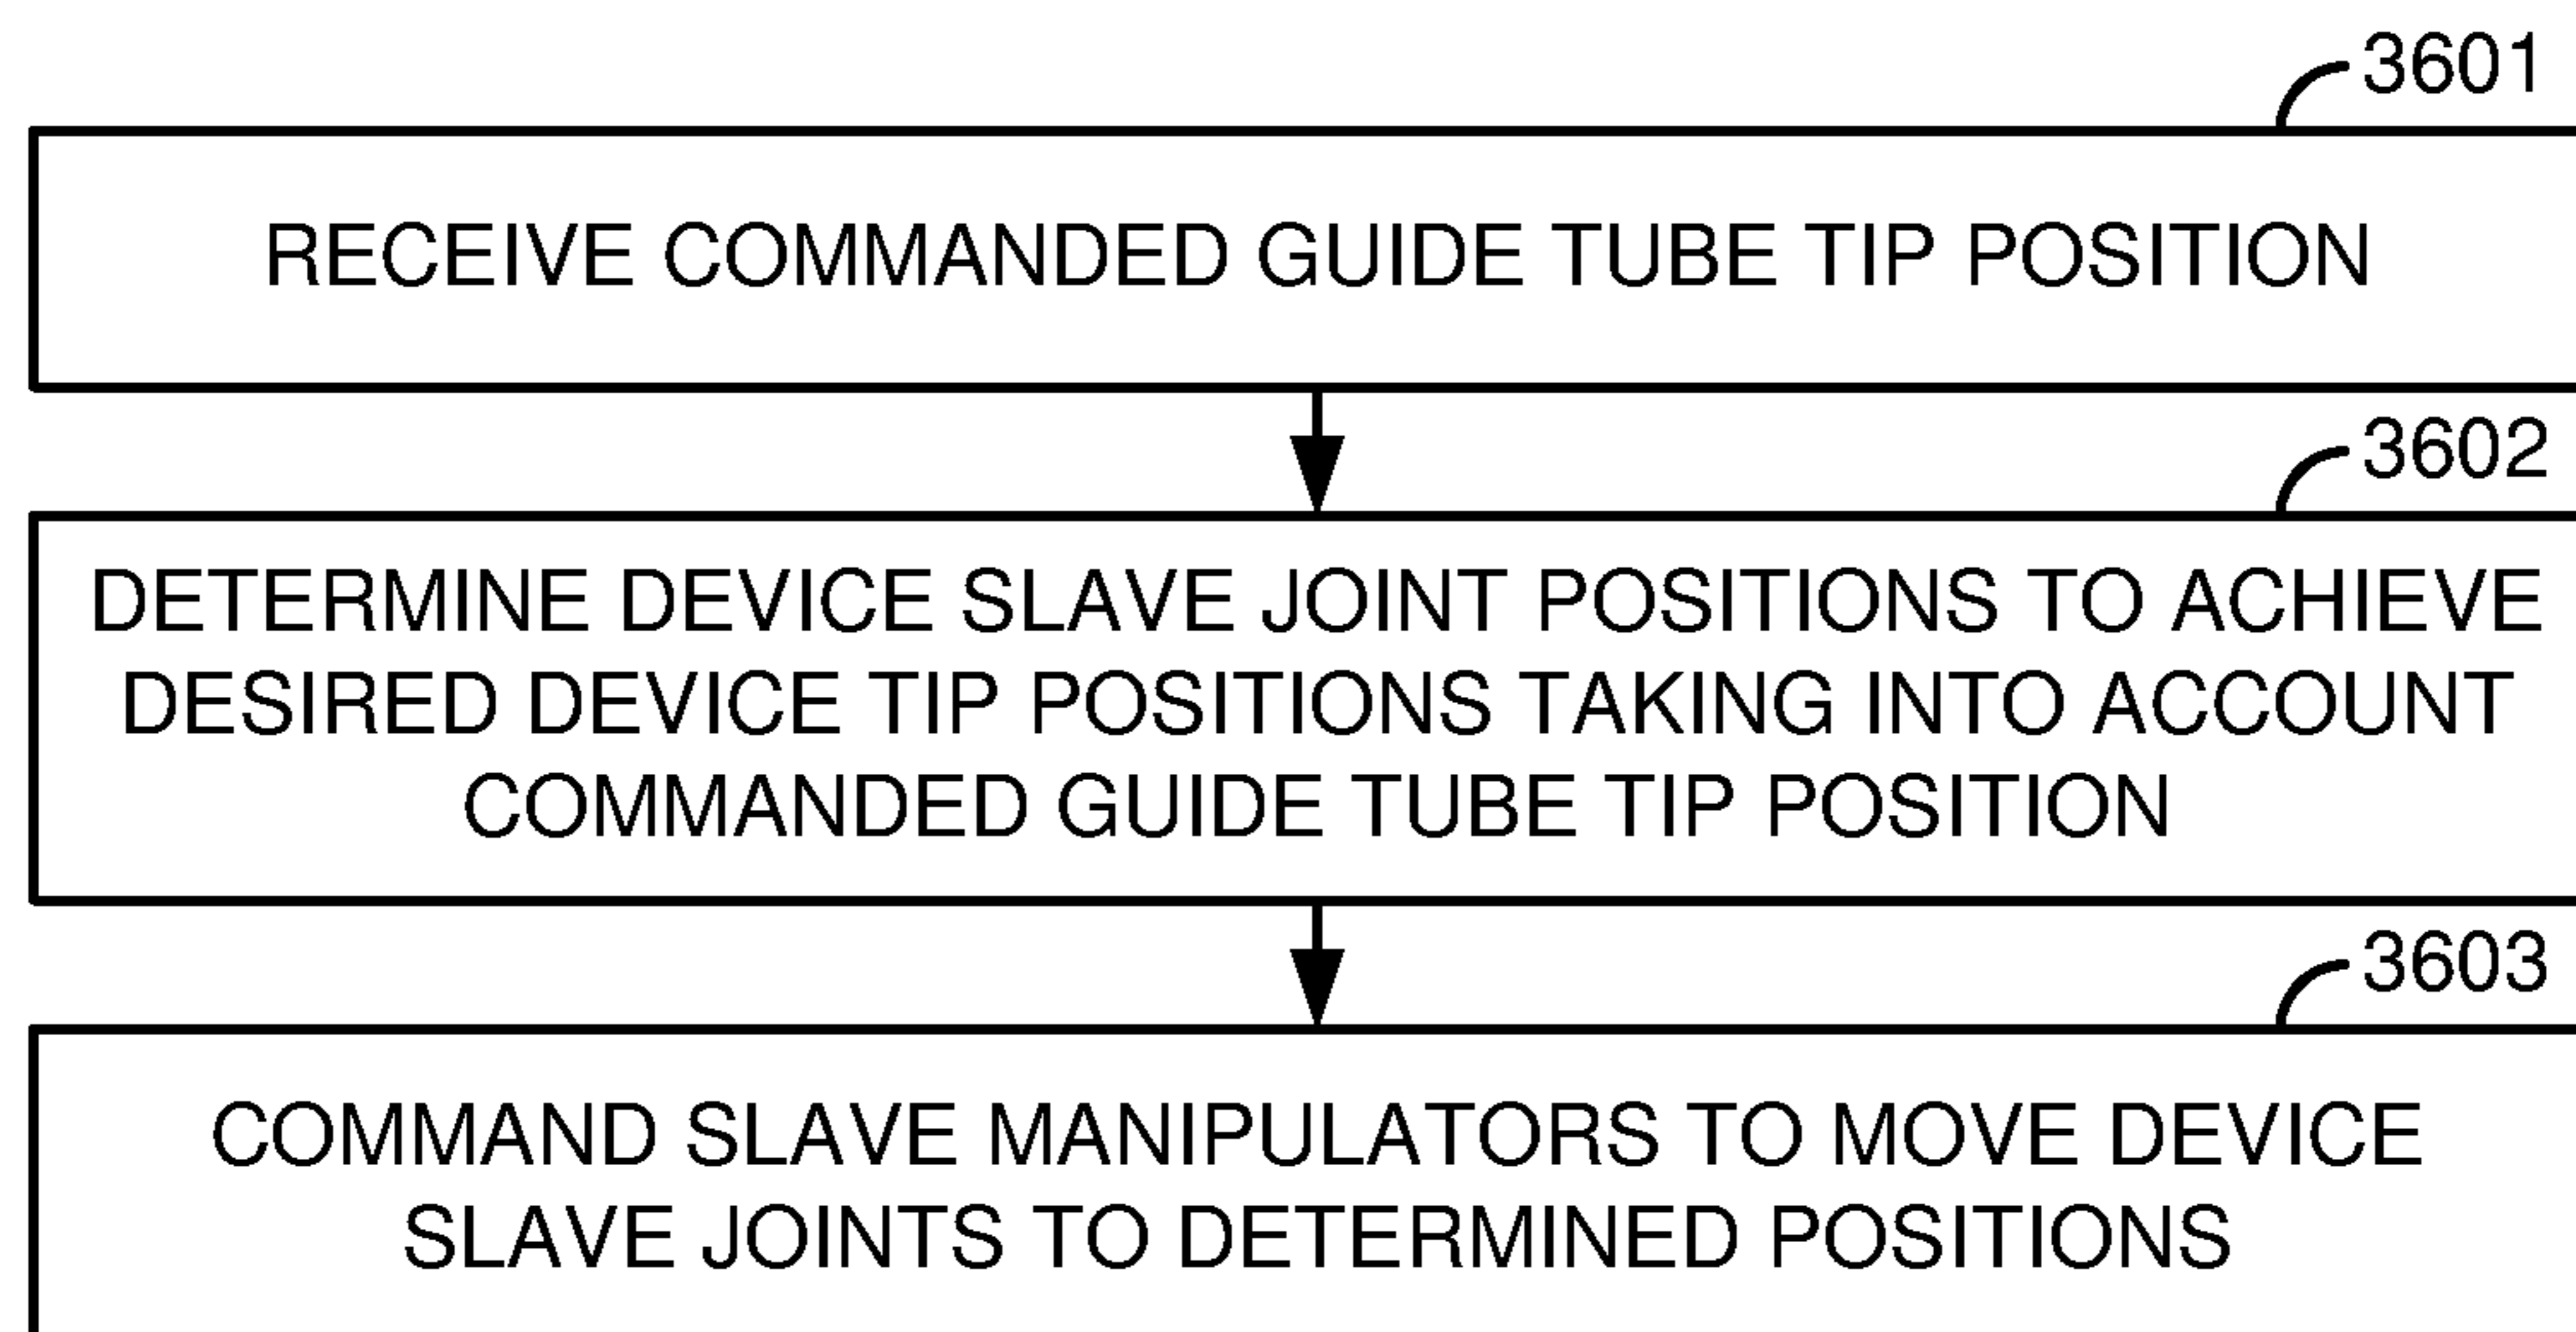 3601
RECEIVE COMMANDED GUIDE TUBE TIP POSITION
3602
DETERMINE DEVICE SLAVE JOINT POSITIONS TO ACHIEVE
DESIRED DEVICE TIP POSITIONS TAKING INTO ACCOUNT
COMMANDED GUIDE TUBE TIP POSITION
3603
COMMAND SLAVE MANIPULATORS TO MOVE DEVICE
SLAVE JOINTS TO DETERMINED POSITIONS